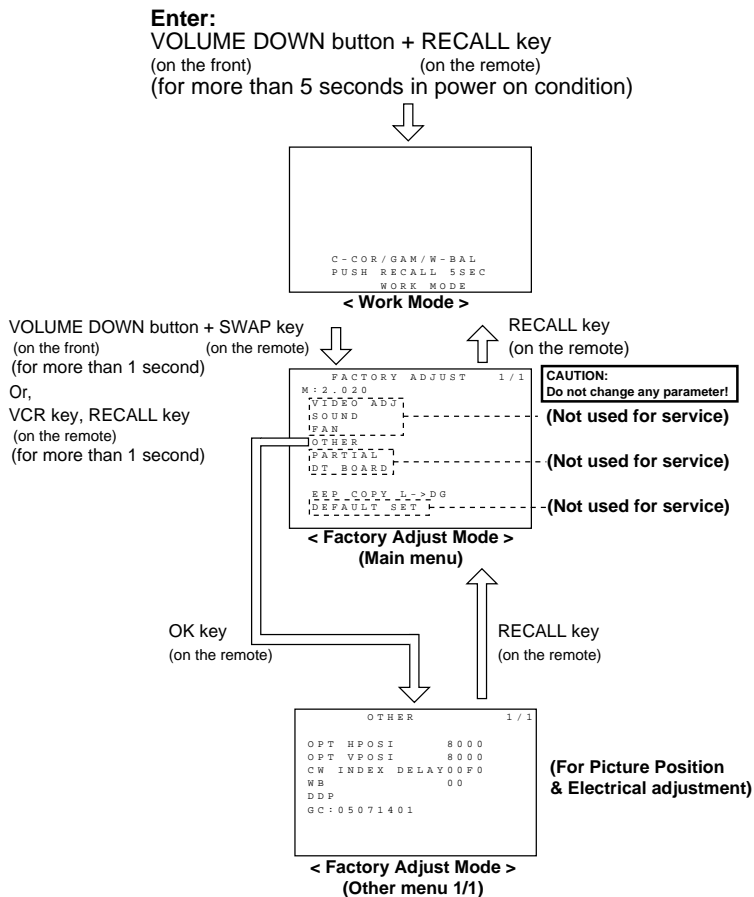 Enter:
VOLUME DOWN button + RECALL key
(on the front) (on the remote)
(for more than 5 seconds in power on condition)
C-COR/GAM/W-BAL
PUSH RECALL 5SEC
WORK MODE
< Work Mode >
VOLUME DOWN button + SWAP key
(on the front) (on the remote)
(for more than 1 second)
Or,
VCR key, RECALL key
(on the remote)
(for more than 1 second)
RECALL key
(on the remote)
FACTORY ADJUST 1/1
M:2.020
VIDEO ADJ
SOUND
FAN
OTHER
PARTIAL
DT BOARD
EEP COPY L->DG
DEFAULT SET
CAUTION:
Do not change any parameter!
(Not used for service)
(Not used for service)
(Not used for service)
< Factory Adjust Mode >
(Main menu)
OK key
(on the remote)
RECALL key
(on the remote)
OTHER 1/1
OPT HPOSI 8000
OPT VPOSI 8000
CW INDEX DELAY00F0
WB 00
DDP
GC:05071401
(For Picture Position
& Electrical adjustment)
< Factory Adjust Mode >
(Other menu 1/1)